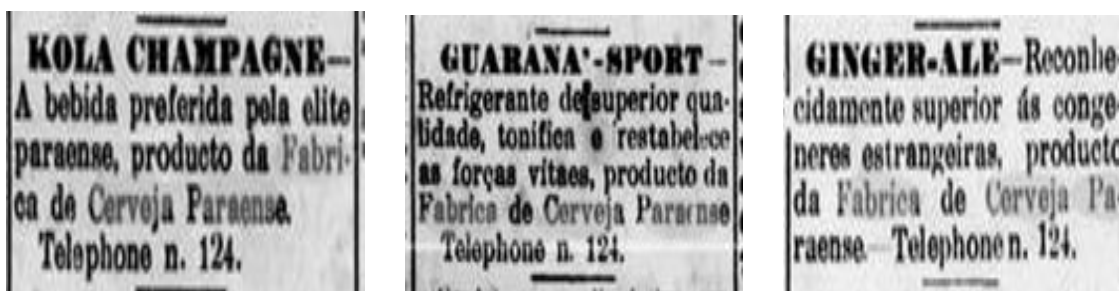 KOLA CHAMPAGNE—
A bebida preferida pela elite
paraense, producto da Fabri-
ca de Cerveja Paraense.
Telephone n. 124.
GUARANA'-SPORT—
Refrigerante de superior qua-
lidade, tonifica e restabelece
as forças vitaes, producto da
Fabrica de Cerveja Paraense
Telephone n. 124.
GINGER-ALE—Reconhe-
cidamente superior ás conge
neres estrangeiras, producto
da Fabrica de Cerveja Pa
raense—Telephone n. 124.